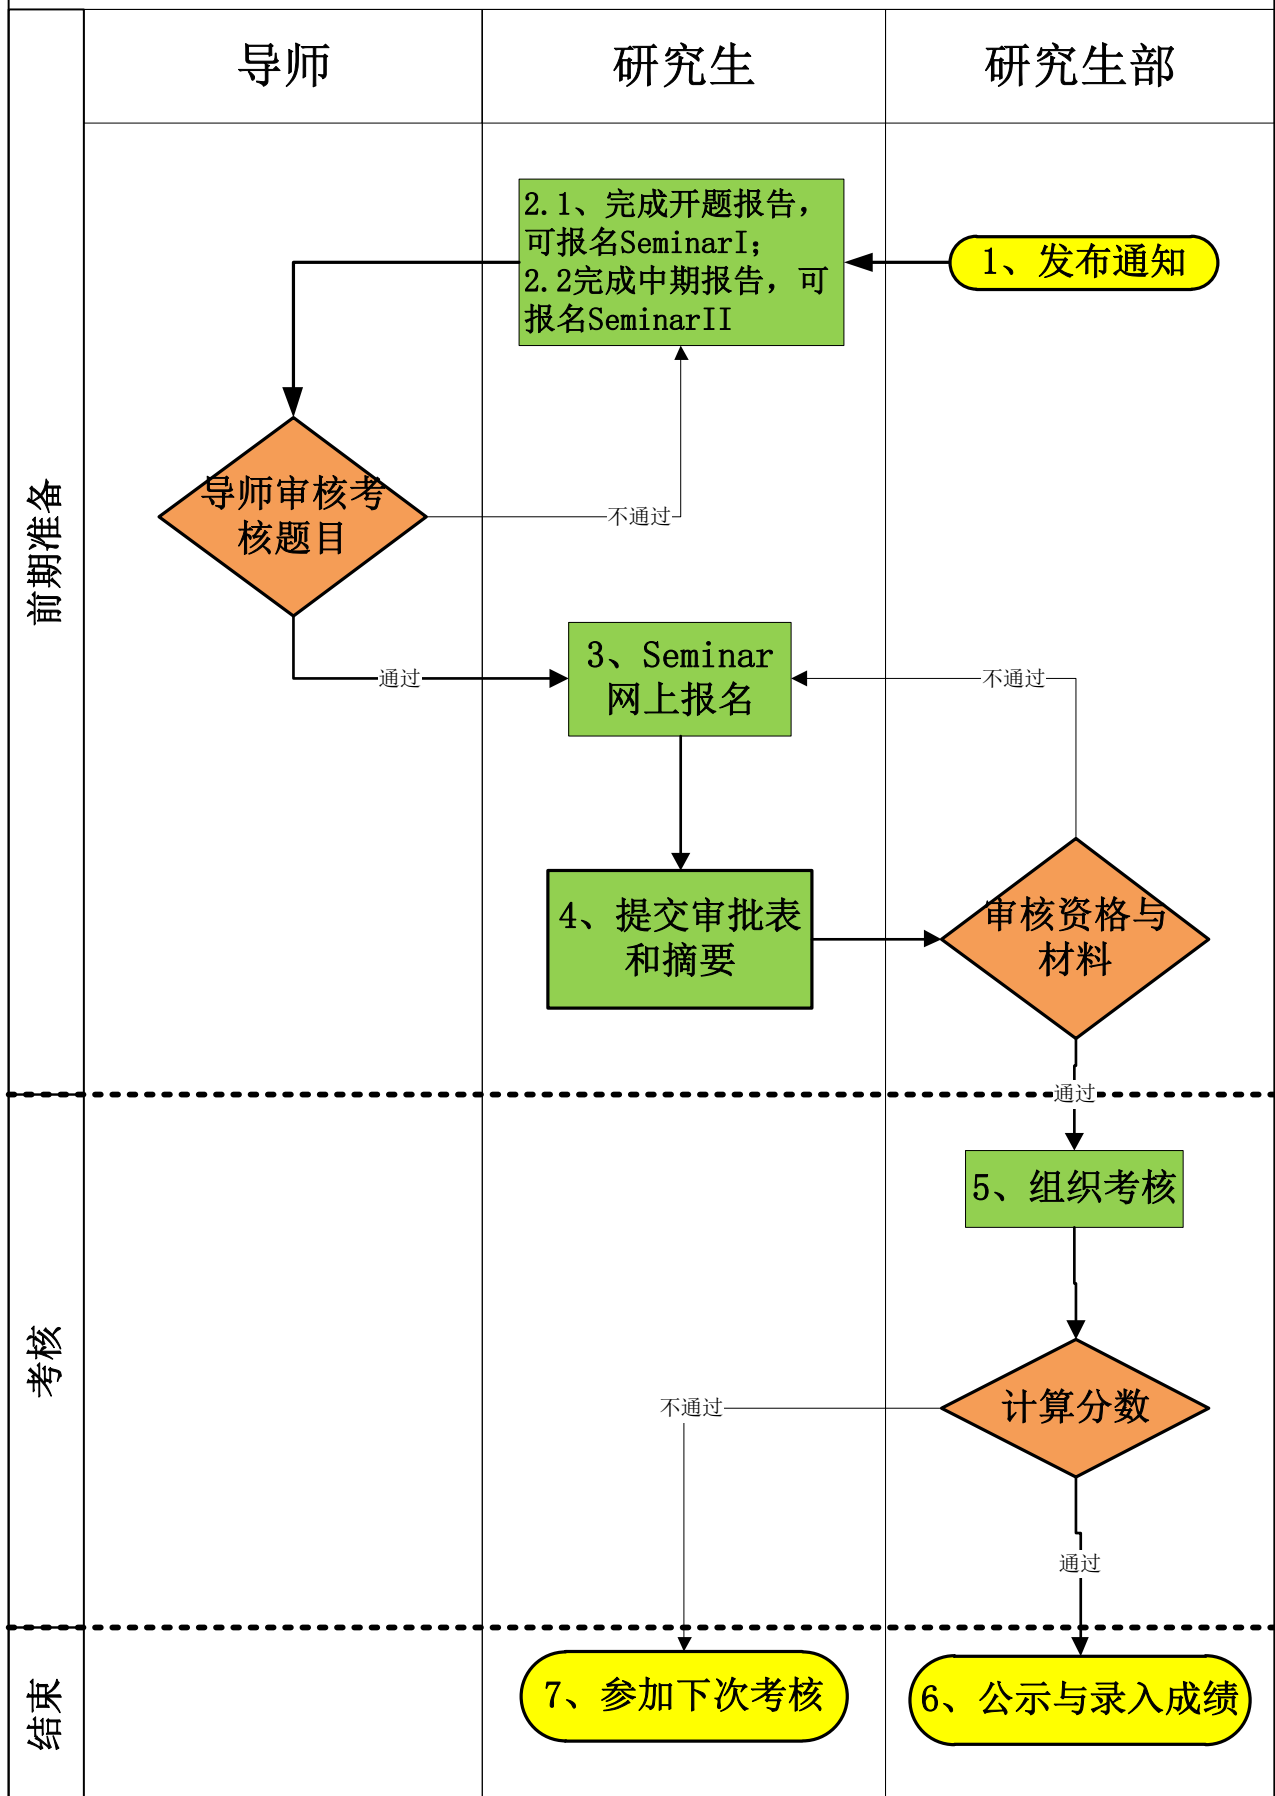 导师
研究生
研究生部
前期准备
2.1、完成开题报告，
可报名SeminarI；
2.2完成中期报告，可
报名SeminarII
1、发布通知
导师审核考
核题目
不通过
通过
3、Seminar
网上报名
不通过
4、提交审批表
和摘要
审核资格与
材料
通过
考核
5、组织考核
计算分数
不通过
通过
结束
7、参加下次考核
6、公示与录入成绩